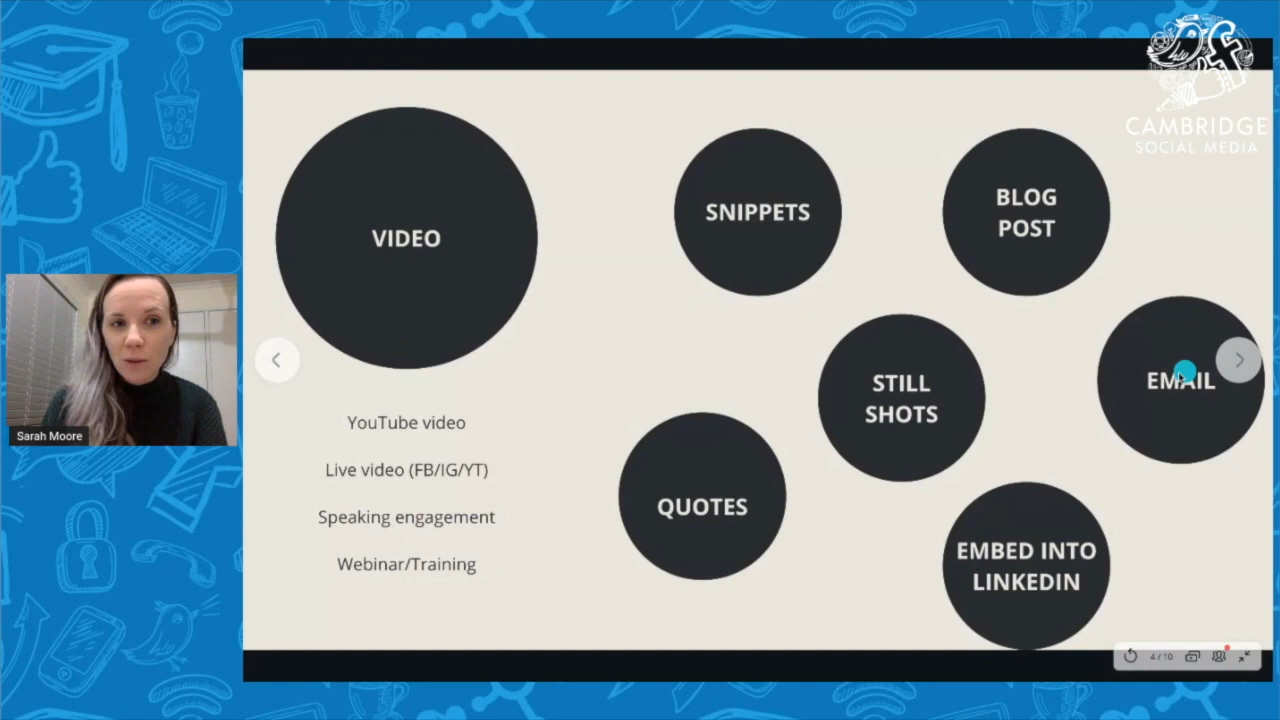 CAMBRIDGE
SOCIAL MEDIA
VIDEO
SNIPPETS
BLOG
POST
STILL
SHOTS
EMAIL
QUOTES
EMBED INTO
LINKEDIN
YouTube video
Live video (FB/IG/YT)
Speaking engagement
Webinar/Training
Sarah Moore
4/10